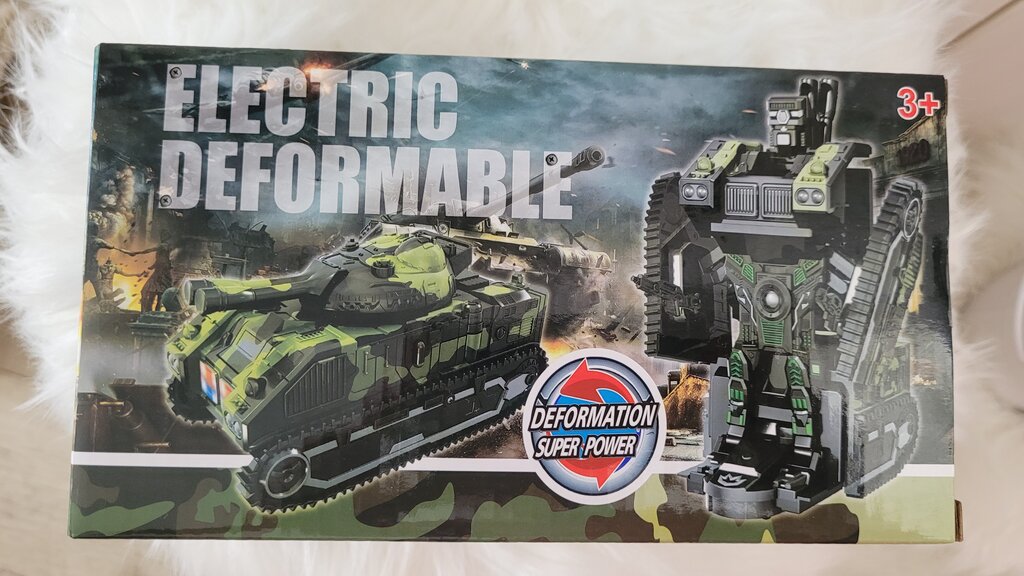 ELECTRIC
DEFORMABLE
3+
DEFORMATION
SUPER POWER